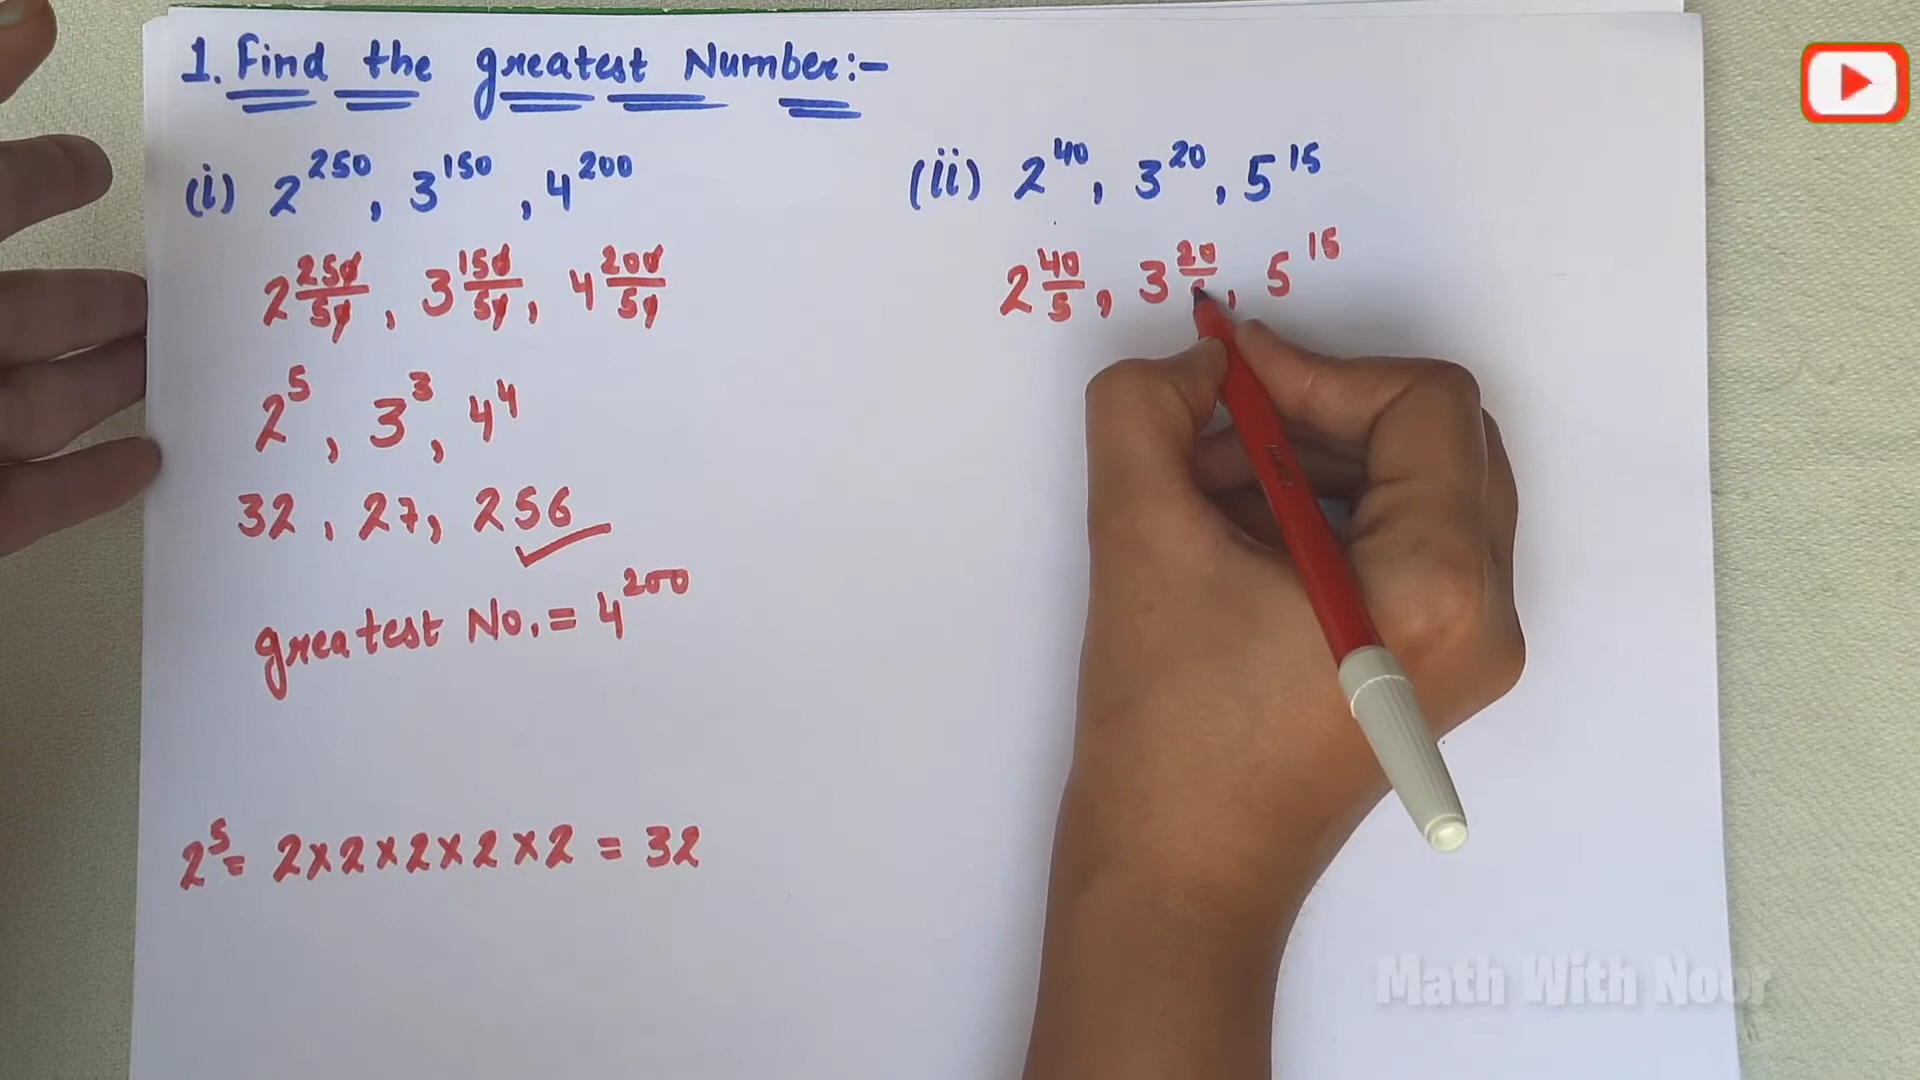 1. Find the greatest Number:-
(i) 2^250, 3^150, 4^200
2^250/50, 3^150/50, 4^200/50
2^5, 3^3, 4^4
32, 27, 256
greatest No. = 4^200
2^5 = 2×2×2×2×2 = 32
(ii) 2^40, 3^20, 5^15
2^40/5, 3^20/, 5^15
Math With Noor